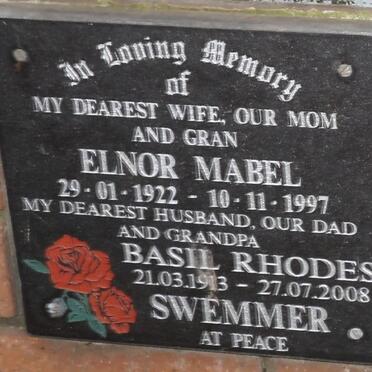 In Loving Memory
of
MY DEAREST WIFE, OUR MOM
AND GRAN
ELNOR MABEL
29·01·1922 - 10·11·1997
MY DEAREST HUSBAND, OUR DAD
AND GRANDPA
BASIL RHODES
21.03.1913 - 27.07.2008
SWEMMER
AT PEACE